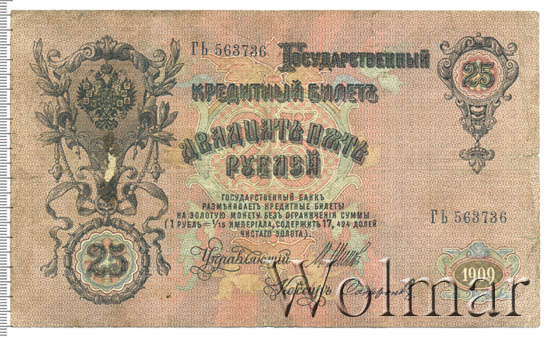 ГЬ 563736
Государственный
25
Кредитный Билетъ
Двадцать пять
рублей
Государственный банкъ
размѣниваетъ кредитные билеты
на золотую монету безъ ограниченія суммы
(1 рубль = 1/15 имперіала, содержитъ 17,424 долей
чистаго золота).
ГЬ 563736
25
Управляющій
Кассиръ
1909
Wolmar